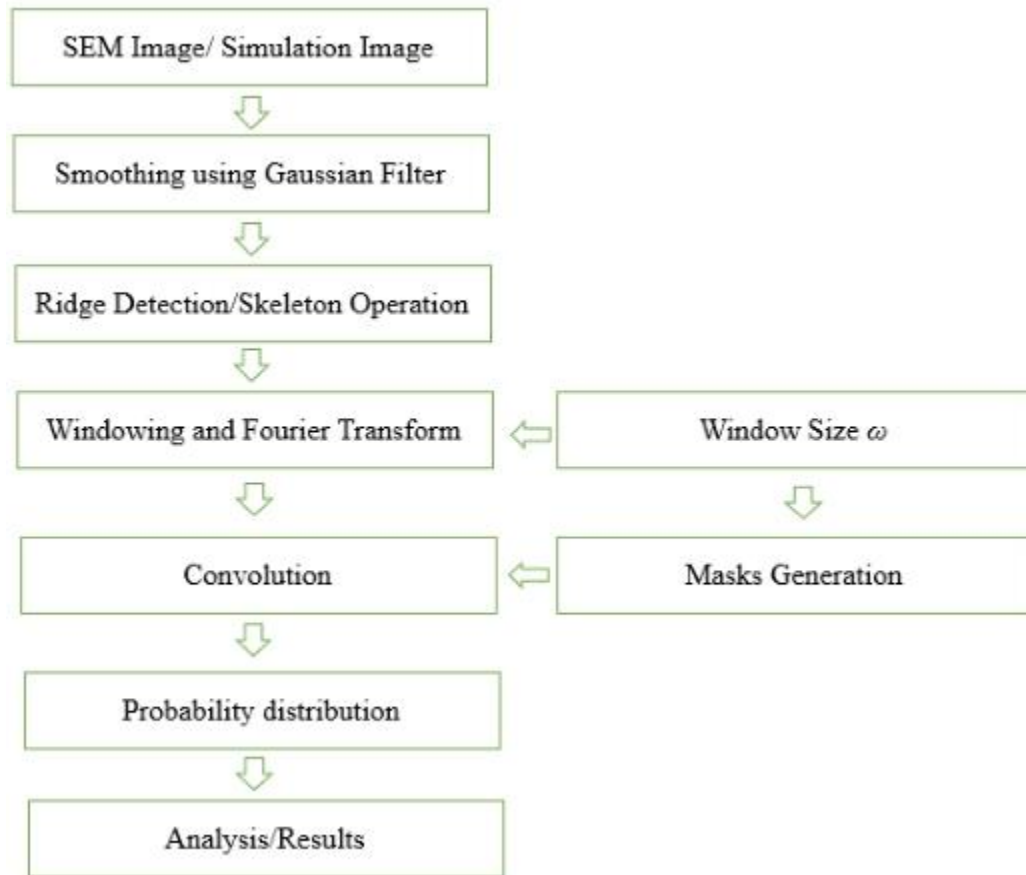 SEM Image/ Simulation Image
Smoothing using Gaussian Filter
Ridge Detection/Skeleton Operation
Windowing and Fourier Transform
Window Size ω
Convolution
Masks Generation
Probability distribution
Analysis/Results